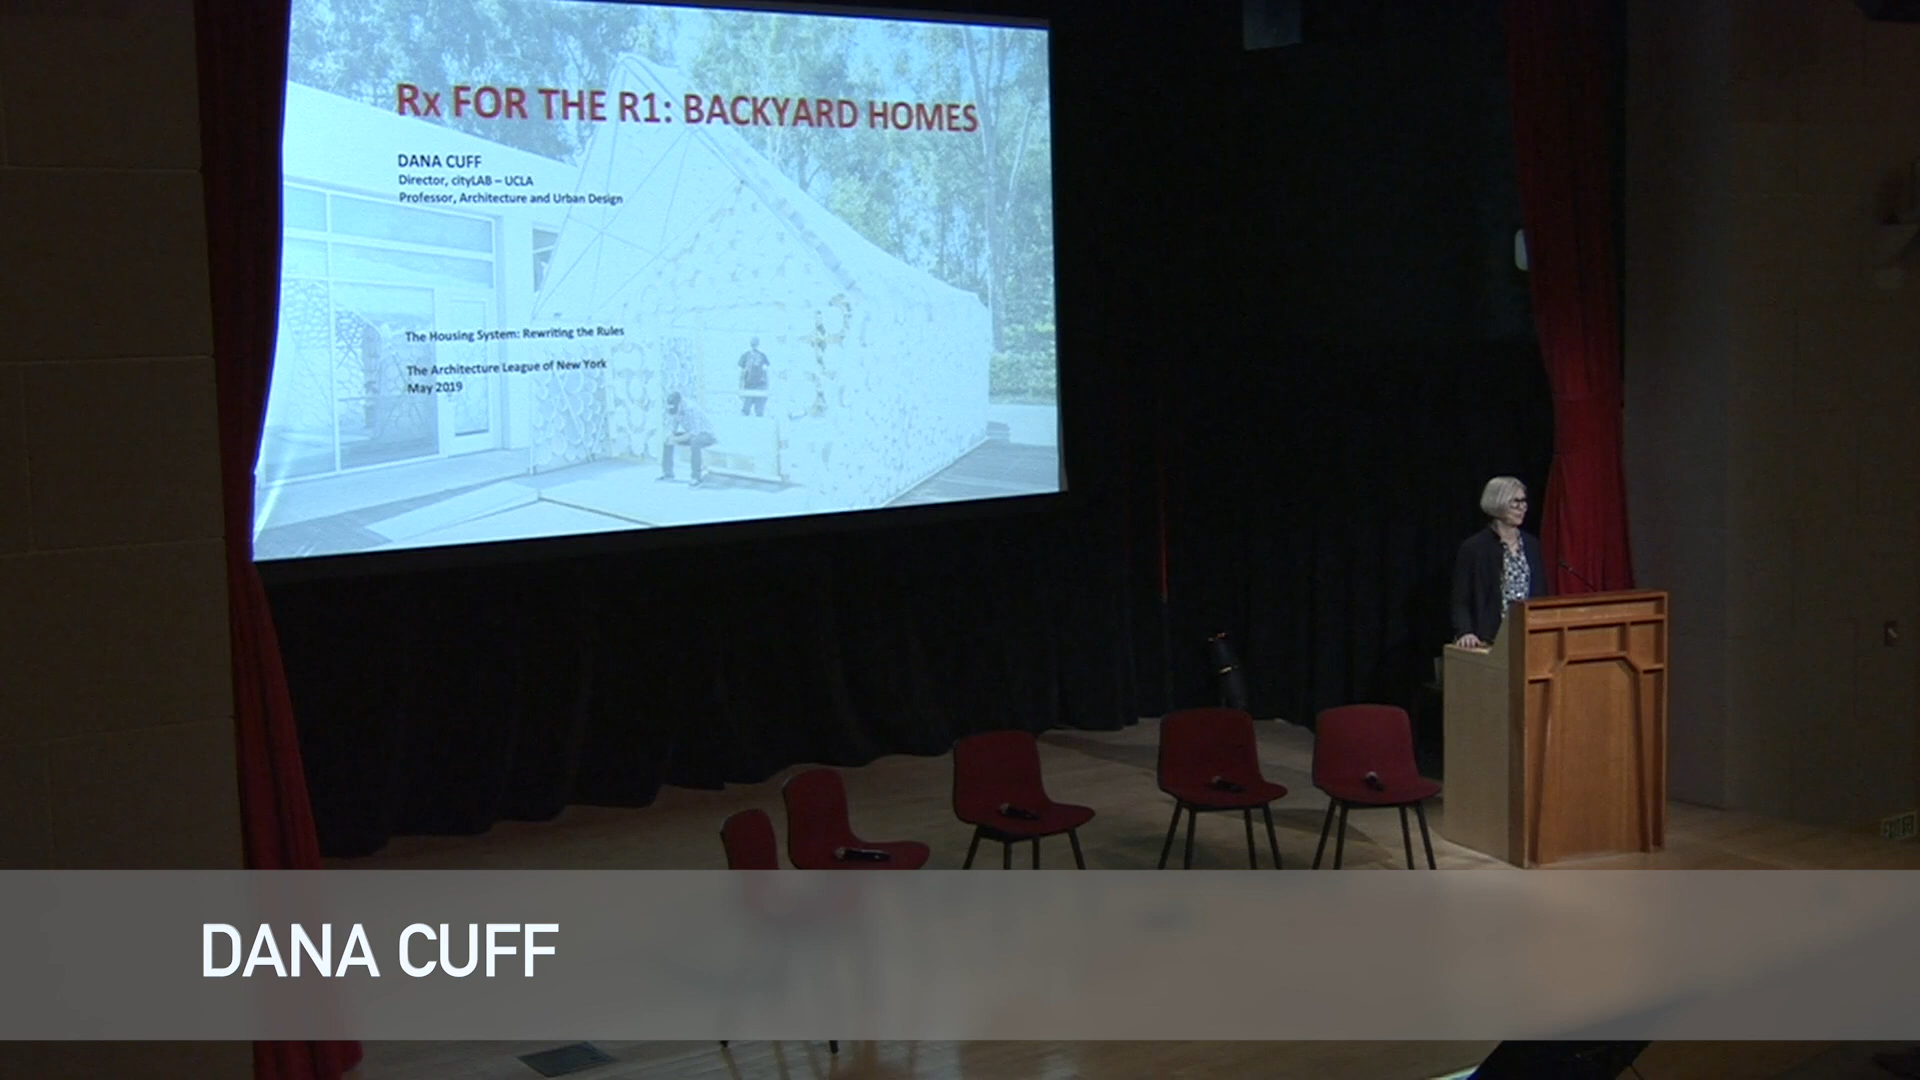 Rx FOR THE R1: BACKYARD HOMES
DANA CUFF
Director, cityLAB – UCLA
Professor, Architecture and Urban Design
The Housing System: Rewriting the Rules
The Architecture League of New York
May 2019
DANA CUFF